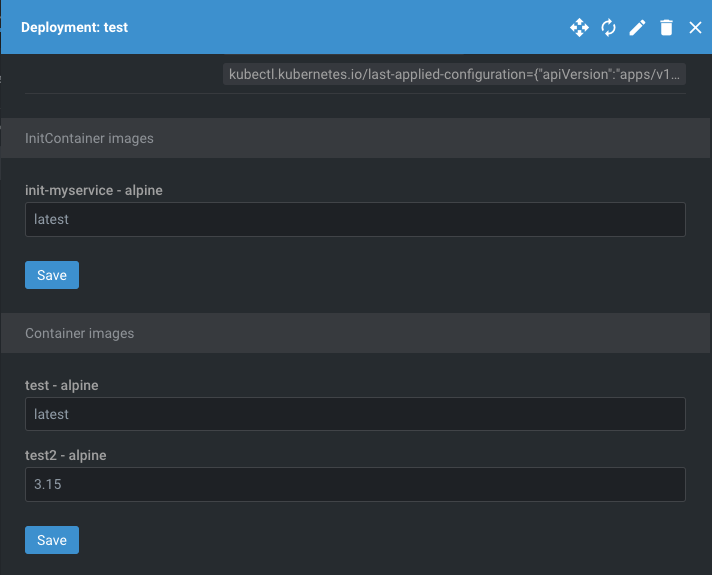 Deployment: test
kubectl.kubernetes.io/last-applied-configuration={"apiVersion":"apps/v1...
InitContainer images
init-myservice - alpine
latest
Save
Container images
test - alpine
latest
test2 - alpine
3.15
Save